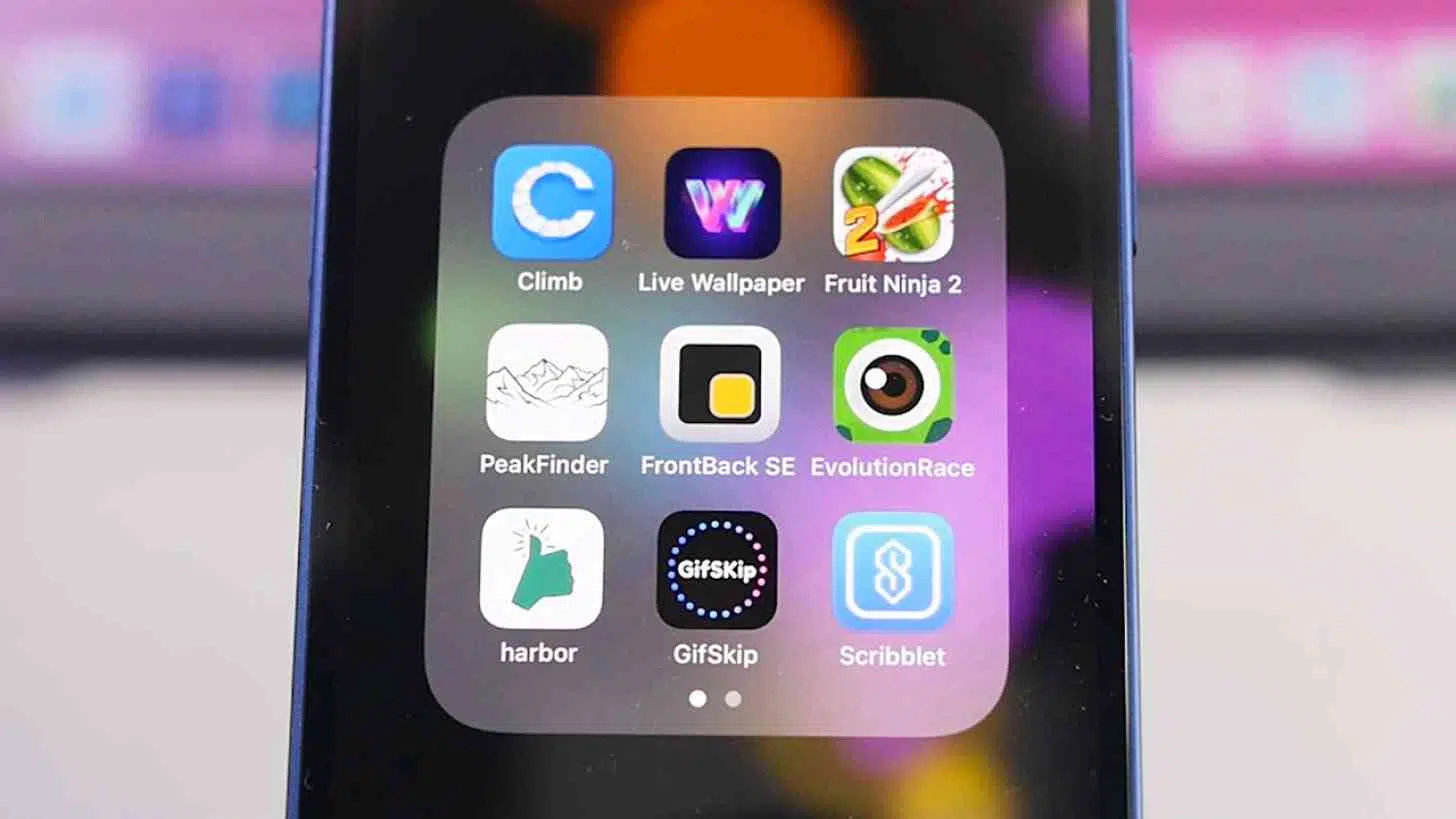 C
W
2
Climb
Live Wallpaper
Fruit Ninja 2
PeakFinder
FrontBack SE
EvolutionRace
GifSKip
S
harbor
GifSkip
Scribblet